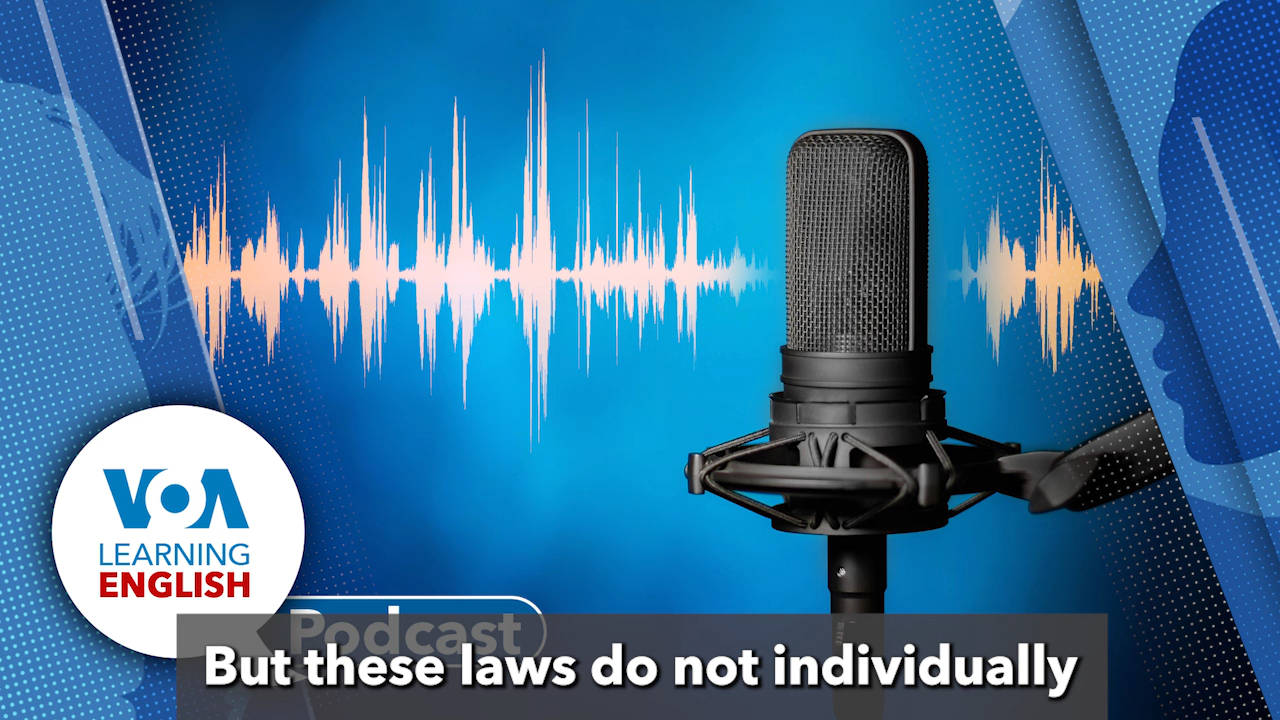 VOA
LEARNING
ENGLISH
Podcast
But these laws do not individually